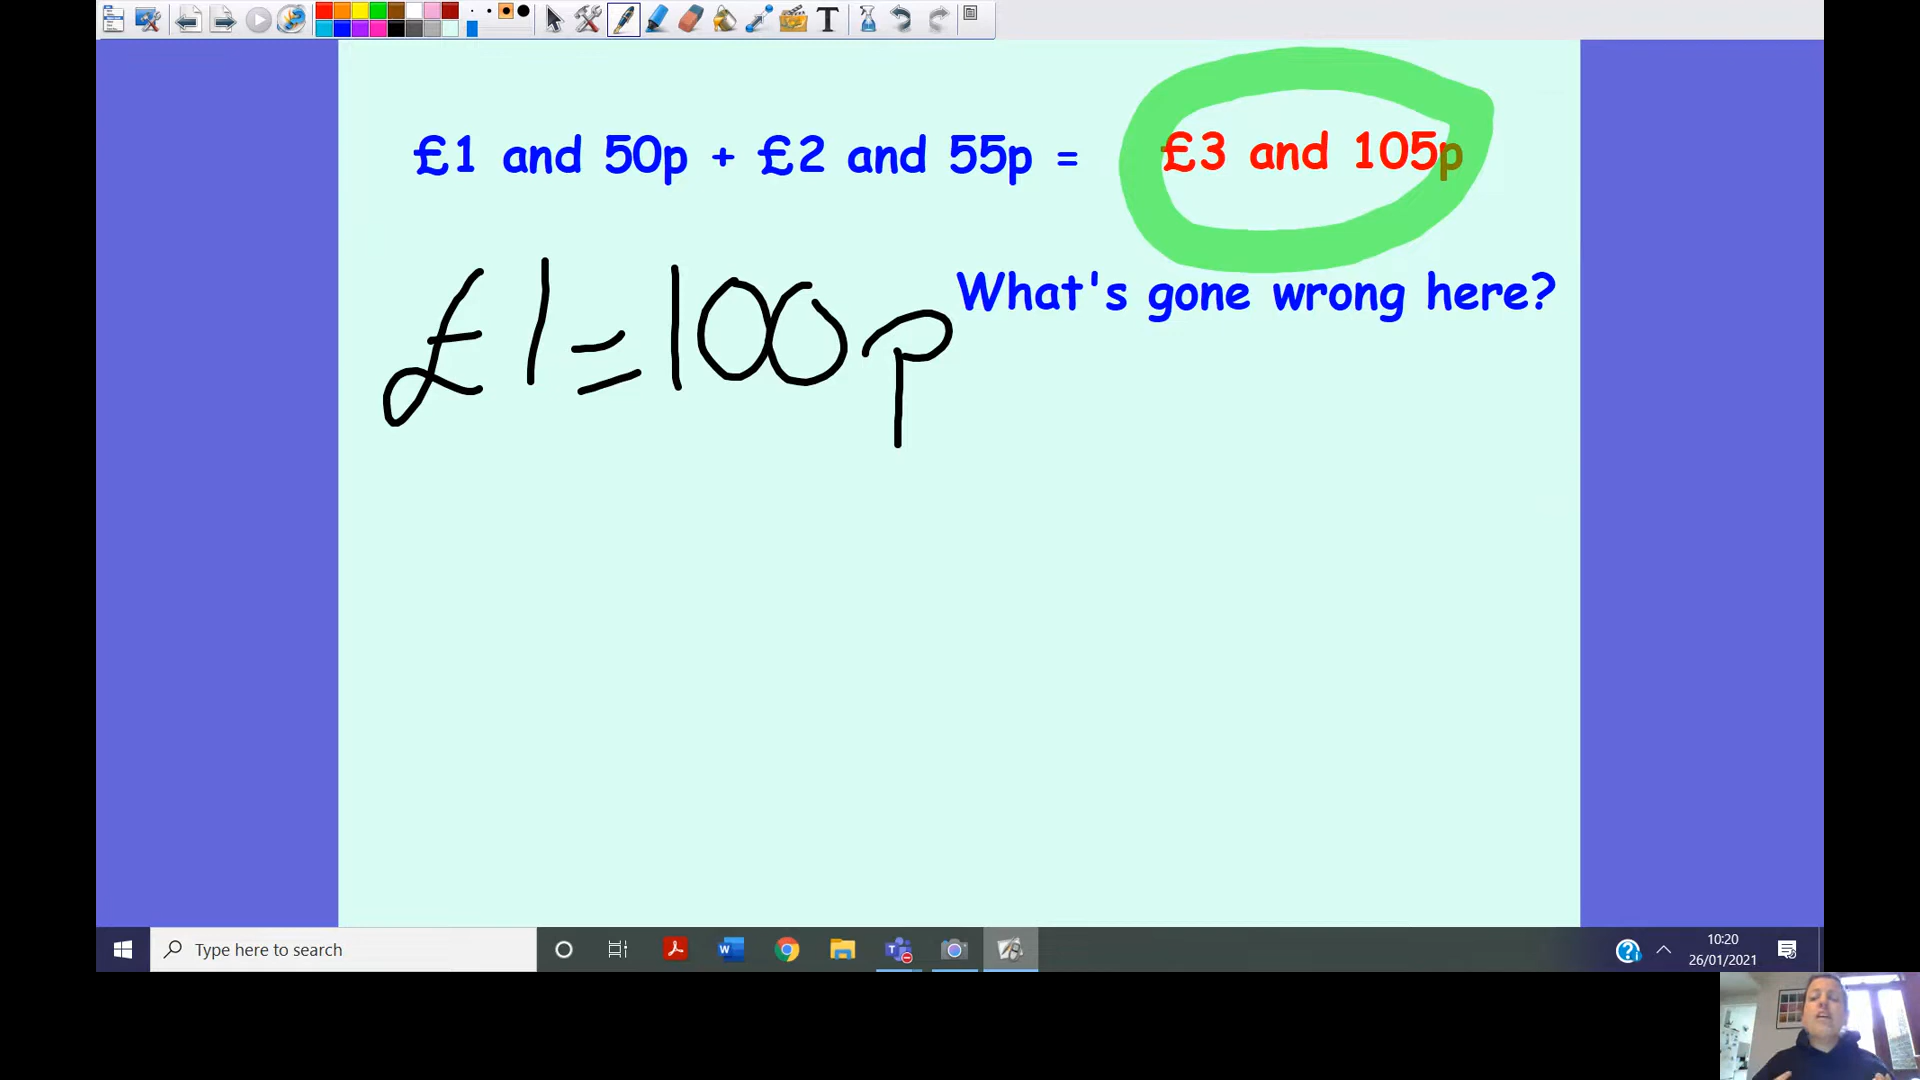 £1 and 50p + £2 and 55p = £3 and 105p
What's gone wrong here?
£1=100p
Type here to search
10:20
26/01/2021